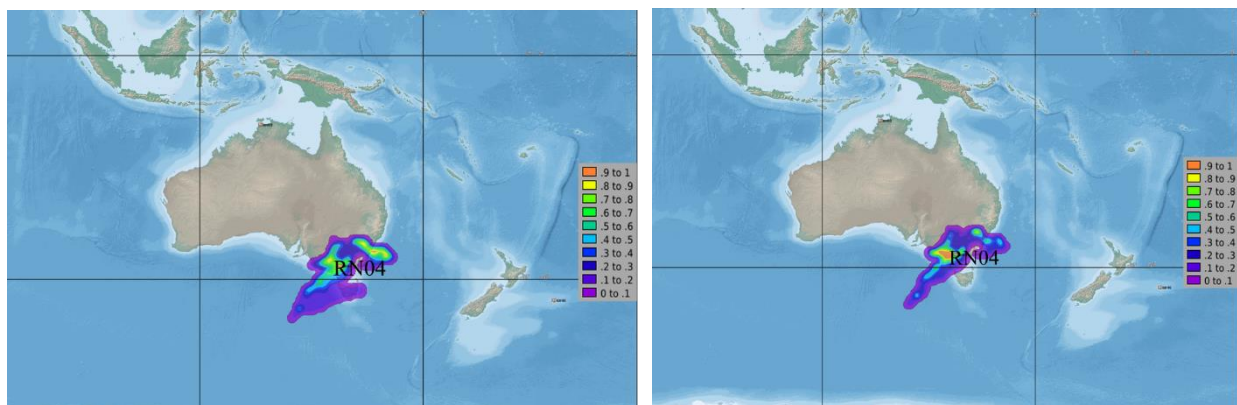 .9 to 1
.8 to .9
.7 to .8
.6 to .7
.5 to .6
.4 to .5
.3 to .4
.2 to .3
.1 to .2
0 to .1
RN04
.9 to 1
.8 to .9
.7 to .8
.6 to .7
.5 to .6
.4 to .5
.3 to .4
.2 to .3
.1 to .2
0 to .1
RN04